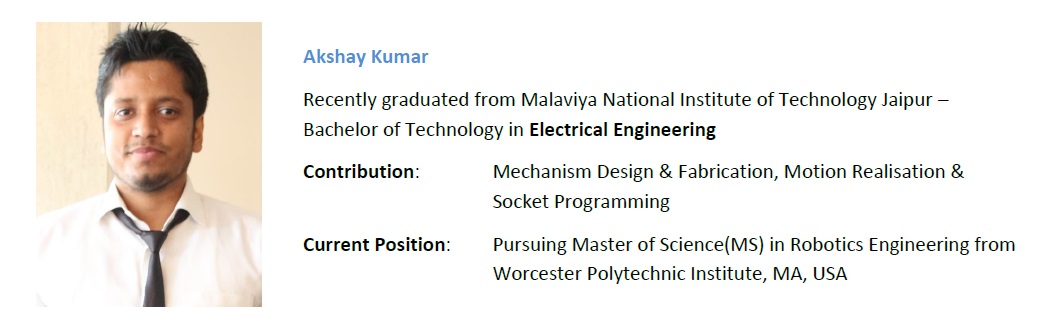 Akshay Kumar
Recently graduated from Malaviya National Institute of Technology Jaipur –
Bachelor of Technology in Electrical Engineering
Contribution: Mechanism Design & Fabrication, Motion Realisation &
Socket Programming
Current Position: Pursuing Master of Science(MS) in Robotics Engineering from
Worcester Polytechnic Institute, MA, USA